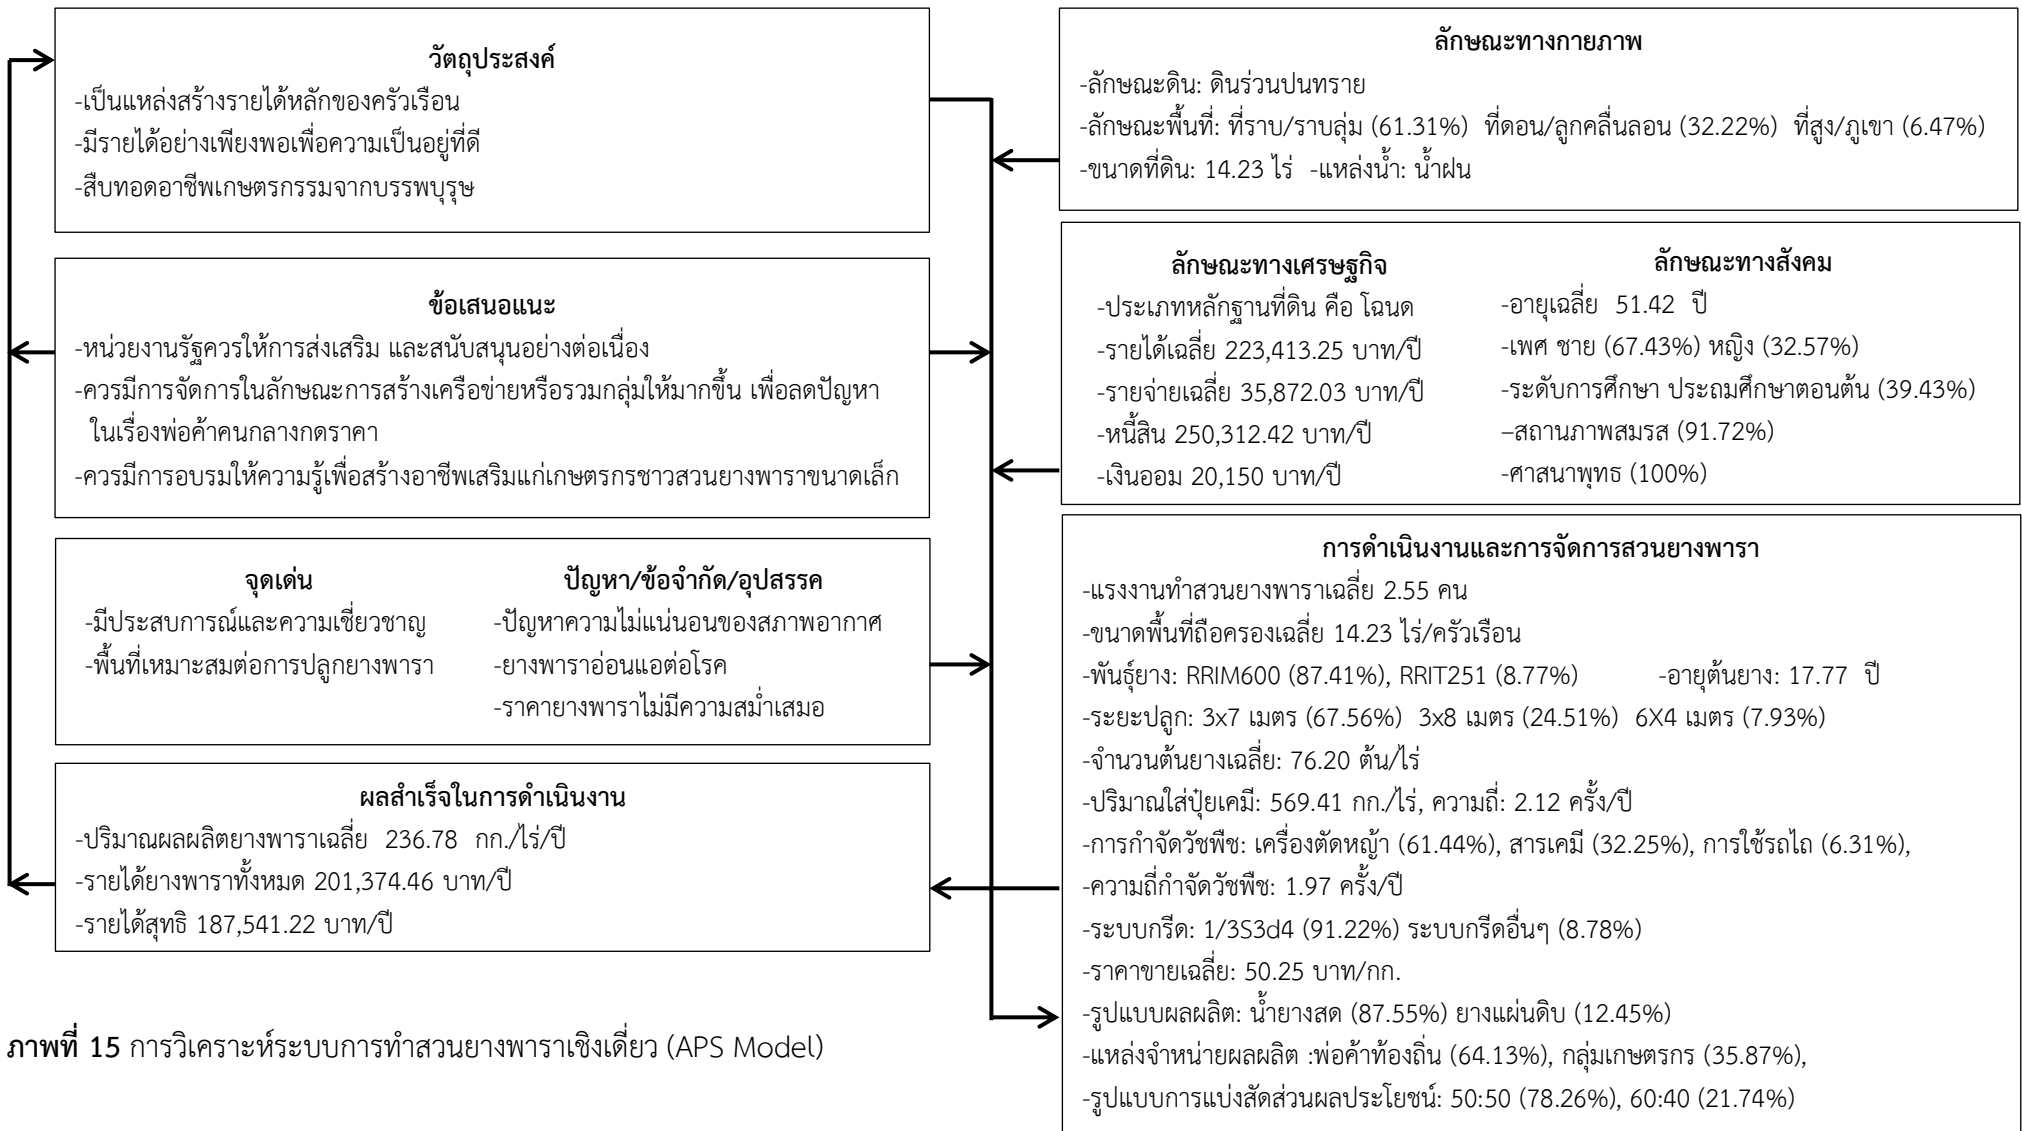 วัตถุประสงค์
-เป็นแหล่งสร้างรายได้หลักของครัวเรือน
-มีรายได้อย่างเพียงพอเพื่อความเป็นอยู่ที่ดี
-สืบทอดอาชีพเกษตรกรรมจากบรรพบุรุษ
ข้อเสนอแนะ
-หน่วยงานรัฐควรให้การส่งเสริม และสนับสนุนอย่างต่อเนื่อง
-ควรมีการจัดการในลักษณะการสร้างเครือข่ายหรือรวมกลุ่มให้มากขึ้น เพื่อลดปัญหา
ในเรื่องพ่อค้าคนกลางกดราคา
-ควรมีการอบรมให้ความรู้เพื่อสร้างอาชีพเสริมแก่เกษตรกรชาวสวนยางพาราขนาดเล็ก
จุดเด่น
-มีประสบการณ์และความเชี่ยวชาญ
-พื้นที่เหมาะสมต่อการปลูกยางพารา
ปัญหา/ข้อจำกัด/อุปสรรค
-ปัญหาความไม่แน่นอนของสภาพอากาศ
-ยางพาราอ่อนแอต่อโรค
-ราคายางพาราไม่มีความสม่ำเสมอ
ผลสำเร็จในการดำเนินงาน
-ปริมาณผลผลิตยางพาราเฉลี่ย 236.78 กก./ไร่/ปี
-รายได้ยางพาราทั้งหมด 201,374.46 บาท/ปี
-รายได้สุทธิ 187,541.22 บาท/ปี
ลักษณะทางกายภาพ
-ลักษณะดิน: ดินร่วนปนทราย
-ลักษณะพื้นที่: ที่ราบ/ราบลุ่ม (61.31%) ที่ดอน/ลูกคลื่นลอน (32.22%) ที่สูง/ภูเขา (6.47%)
-ขนาดที่ดิน: 14.23 ไร่ -แหล่งน้ำ: น้ำฝน
ลักษณะทางเศรษฐกิจ
-ประเภทหลักฐานที่ดิน คือ โฉนด
-รายได้เฉลี่ย 223,413.25 บาท/ปี
-รายจ่ายเฉลี่ย 35,872.03 บาท/ปี
-หนี้สิน 250,312.42 บาท/ปี
-เงินออม 20,150 บาท/ปี
ลักษณะทางสังคม
-อายุเฉลี่ย 51.42 ปี
-เพศ ชาย (67.43%) หญิง (32.57%)
-ระดับการศึกษา ประถมศึกษาตอนต้น (39.43%)
–สถานภาพสมรส (91.72%)
-ศาสนาพุทธ (100%)
การดำเนินงานและการจัดการสวนยางพารา
-แรงงานทำสวนยางพาราเฉลี่ย 2.55 คน
-ขนาดพื้นที่ถือครองเฉลี่ย 14.23 ไร่/ครัวเรือน
-พันธุ์ยาง: RRIM600 (87.41%), RRIT251 (8.77%) -อายุต้นยาง: 17.77 ปี
-ระยะปลูก: 3x7 เมตร (67.56%) 3x8 เมตร (24.51%) 6X4 เมตร (7.93%)
-จำนวนต้นยางเฉลี่ย: 76.20 ต้น/ไร่
-ปริมาณใส่ปุ๋ยเคมี: 569.41 กก./ไร่, ความถี่: 2.12 ครั้ง/ปี
-การกำจัดวัชพืช: เครื่องตัดหญ้า (61.44%), สารเคมี (32.25%), การใช้รถไถ (6.31%),
-ความถี่กำจัดวัชพืช: 1.97 ครั้ง/ปี
-ระบบกรีด: 1/3S3d4 (91.22%) ระบบกรีดอื่นๆ (8.78%)
-ราคาขายเฉลี่ย: 50.25 บาท/กก.
-รูปแบบผลผลิต: น้ำยางสด (87.55%) ยางแผ่นดิบ (12.45%)
-แหล่งจำหน่ายผลผลิต :พ่อค้าท้องถิ่น (64.13%), กลุ่มเกษตรกร (35.87%),
-รูปแบบการแบ่งสัดส่วนผลประโยชน์: 50:50 (78.26%), 60:40 (21.74%)
ภาพที่ 15 การวิเคราะห์ระบบการทำสวนยางพาราเชิงเดี่ยว (APS Model)